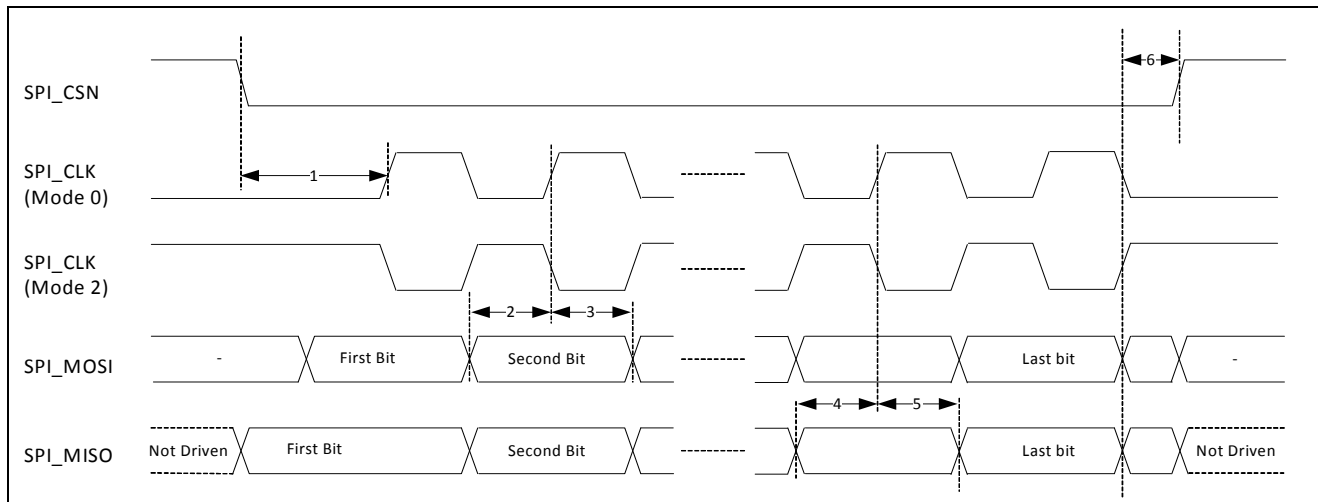 6
SPI_CSN
SPI_CLK
(Mode 0)
1
SPI_CLK
(Mode 2)
2 3
SPI_MOSI - First Bit Second Bit Last bit -
4 5
SPI_MISO Not Driven First Bit Second Bit Last bit Not Driven